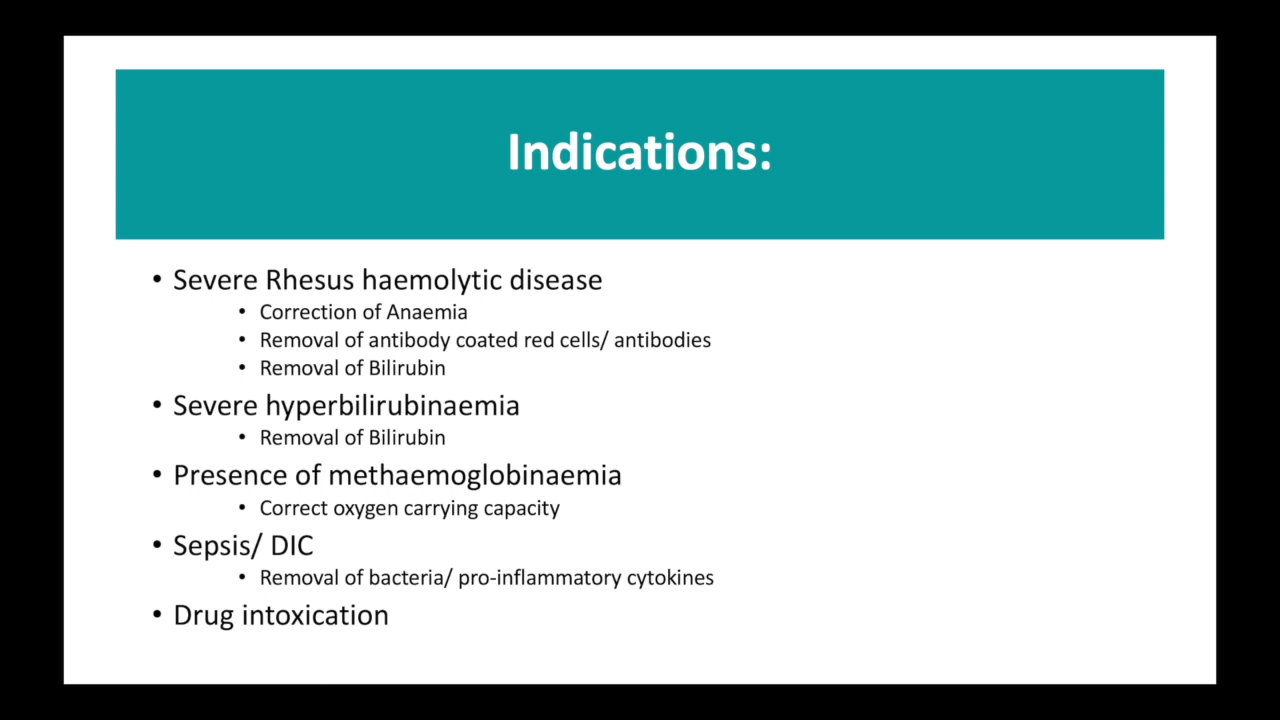 Indications:
• Severe Rhesus haemolytic disease
• Correction of Anaemia
• Removal of antibody coated red cells/ antibodies
• Removal of Bilirubin
• Severe hyperbilirubinaemia
• Removal of Bilirubin
• Presence of methaemoglobinaemia
• Correct oxygen carrying capacity
• Sepsis/ DIC
• Removal of bacteria/ pro-inflammatory cytokines
• Drug intoxication